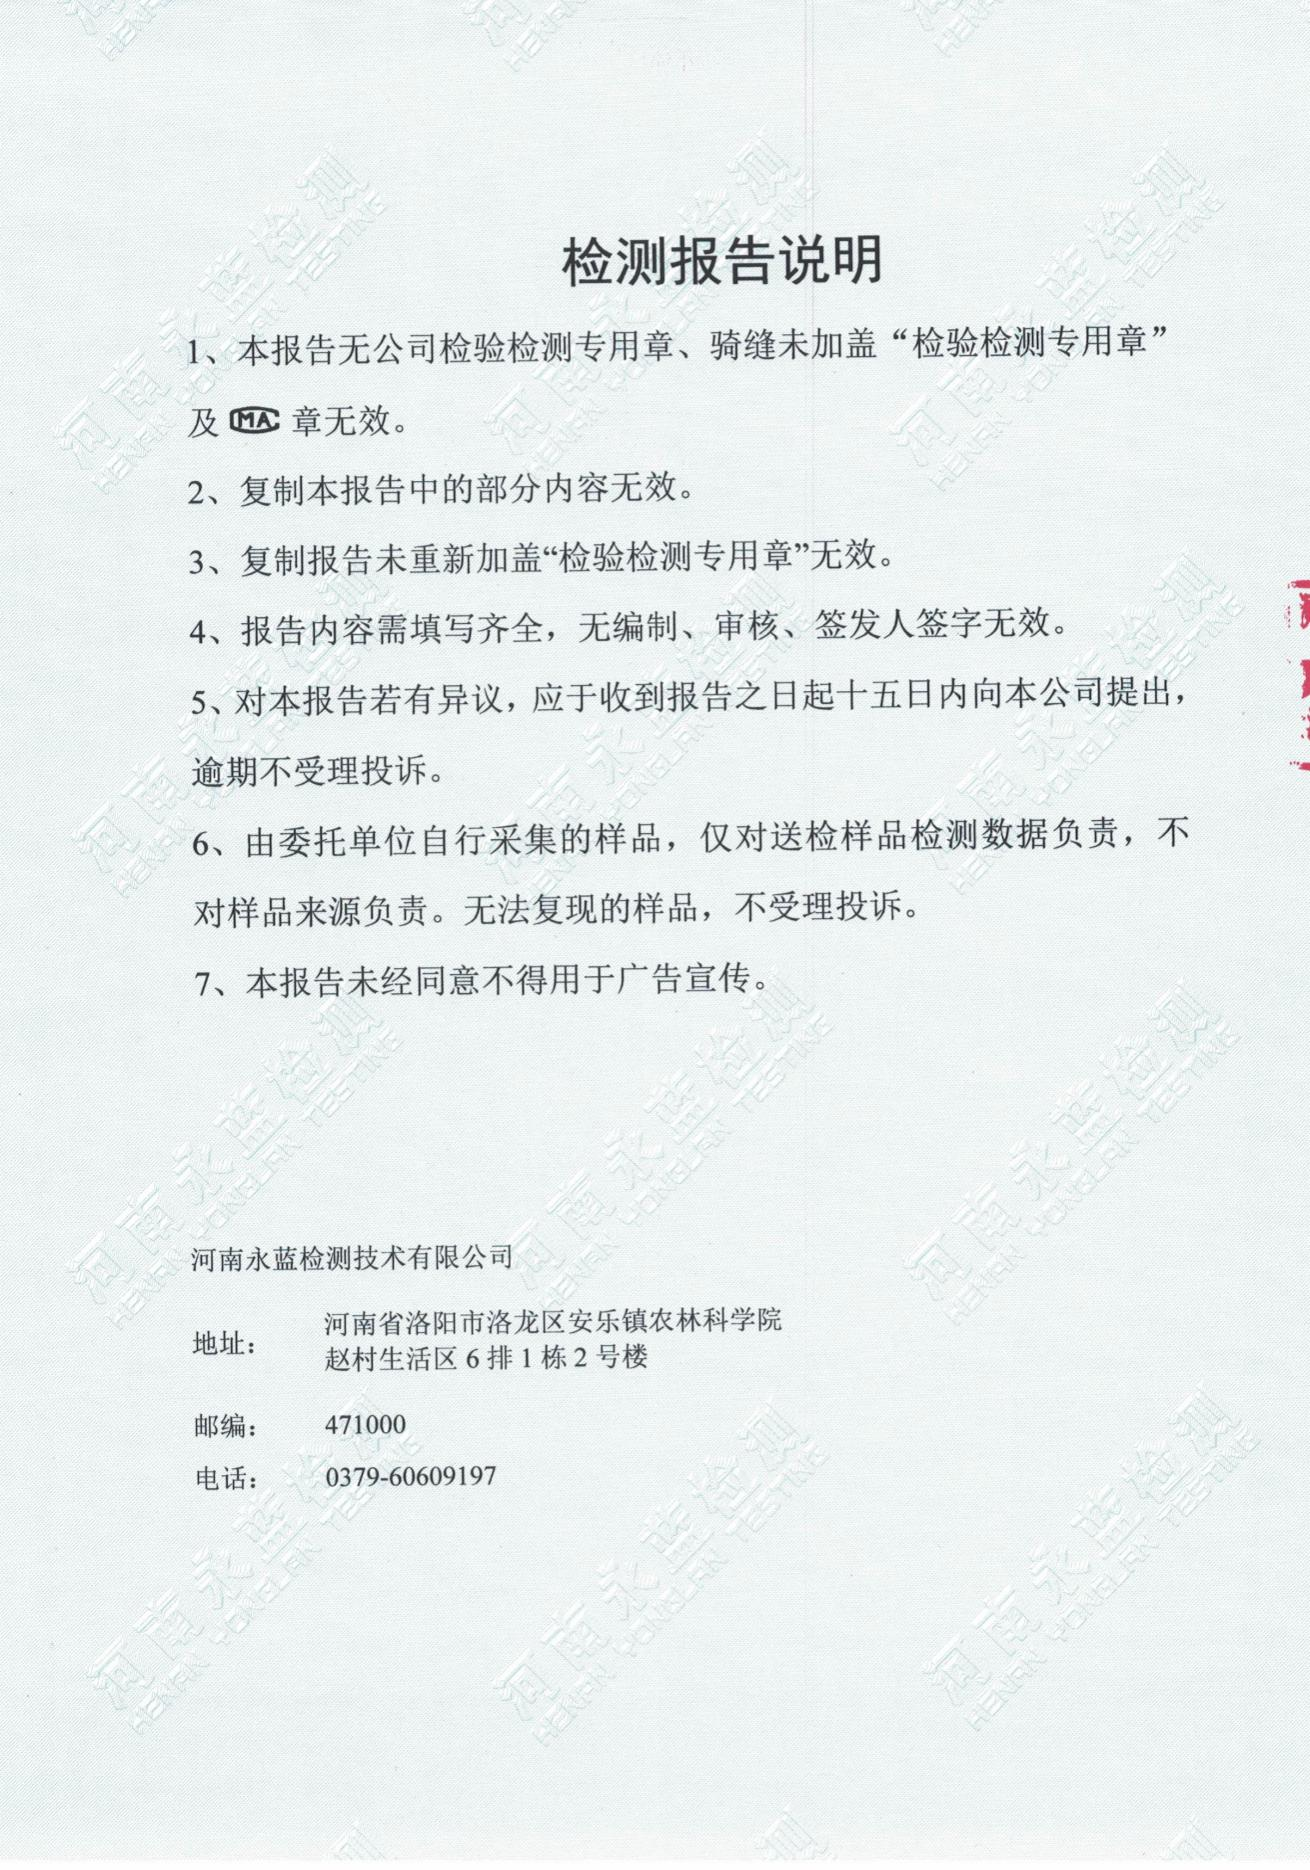 检测报告说明
1、本报告无公司检验检测专用章、骑缝未加盖“检验检测专用章”
及 MA 章无效。
2、复制本报告中的部分内容无效。
3、复制报告未重新加盖“检验检测专用章”无效。
4、报告内容需填写齐全，无编制、审核、签发人签字无效。
5、对本报告若有异议，应于收到报告之日起十五日内向本公司提出，
逾期不受理投诉。
6、由委托单位自行采集的样品，仅对送检样品检测数据负责，不
对样品来源负责。无法复现的样品，不受理投诉。
7、本报告未经同意不得用于广告宣传。
河南永蓝检测技术有限公司
地址： 河南省洛阳市洛龙区安乐镇农林科学院
赵村生活区 6 排 1 栋 2 号楼
邮编： 471000
电话： 0379-60609197
河南永蓝检测
HENAN YONGLAN TESTING